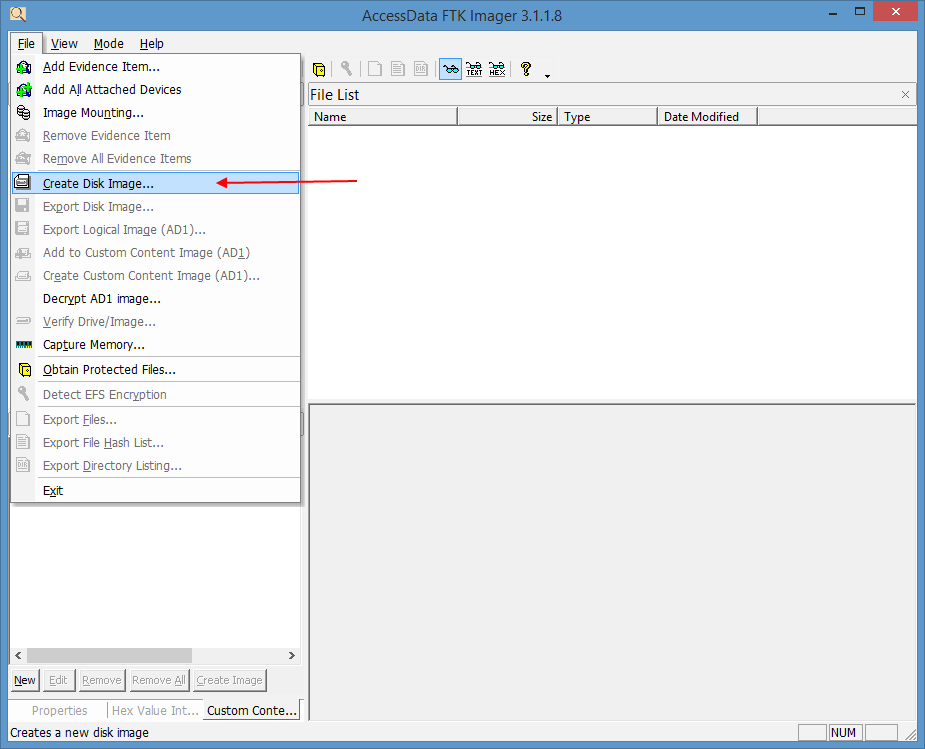 AccessData FTK Imager 3.1.1.8
File View Mode Help
Add Evidence Item...
Add All Attached Devices
Image Mounting...
Remove Evidence Item
Remove All Evidence Items
Create Disk Image...
Export Disk Image...
Export Logical Image (AD1)...
Add to Custom Content Image (AD1)
Create Custom Content Image (AD1)...
Decrypt AD1 image...
Verify Drive/Image...
Capture Memory...
Obtain Protected Files...
Detect EFS Encryption
Export Files...
Export File Hash List...
DIR Export Directory Listing...
Exit
DIR TEXT HEX ?
File List
Name Size Type Date Modified
New Edit Remove Remove All Create Image
Properties Hex Value Int... Custom Conte...
Creates a new disk image NUM